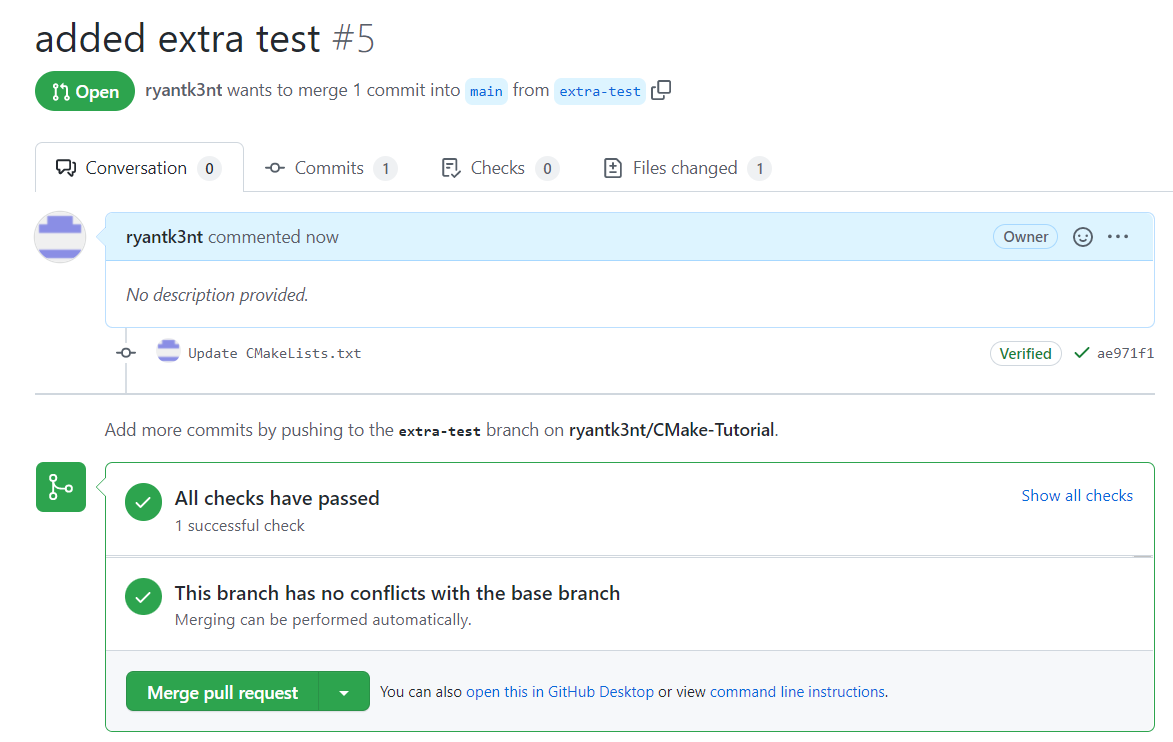 added extra test #5
Open ryantk3nt wants to merge 1 commit into main from extra-test
Conversation 0 Commits 1 Checks 0 Files changed 1
ryantk3nt commented now Owner
No description provided.
Update CMakeLists.txt Verified ae971f1
Add more commits by pushing to the extra-test branch on ryantk3nt/CMake-Tutorial.
All checks have passed Show all checks
1 successful check
This branch has no conflicts with the base branch
Merging can be performed automatically.
Merge pull request You can also open this in GitHub Desktop or view command line instructions.